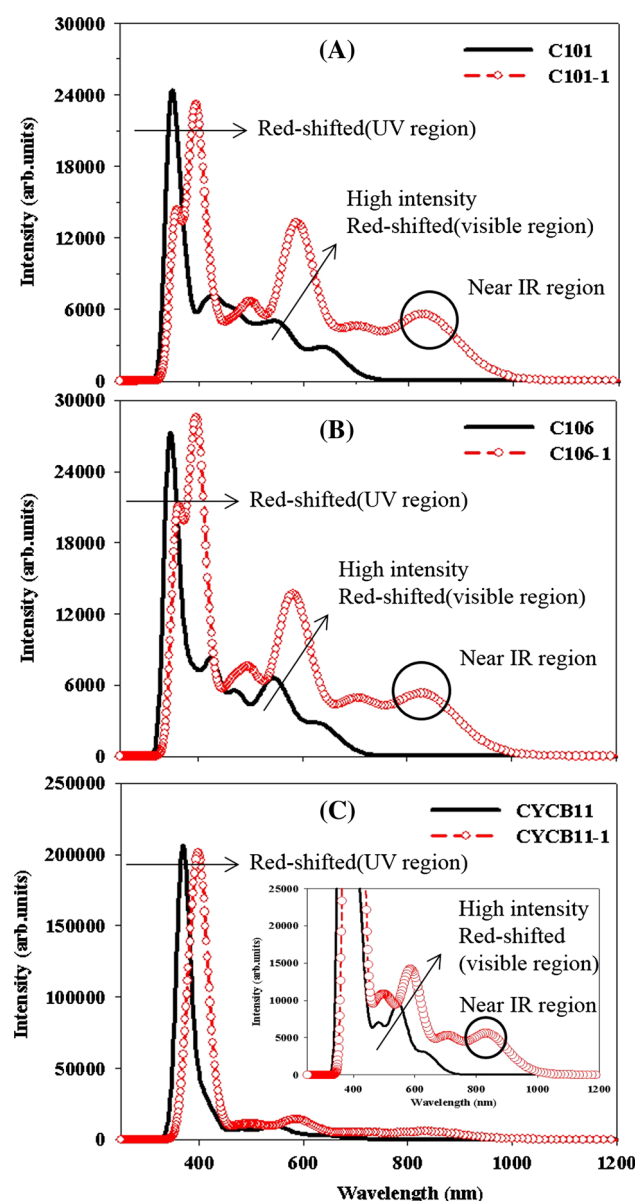 (A)
C101
C101-1
Red-shifted(UV region)
High intensity
Red-shifted(visible region)
Near IR region
Intensity (arb.units)
30000
24000
18000
12000
6000
0
(B)
C106
C106-1
Red-shifted(UV region)
High intensity
Red-shifted(visible region)
Near IR region
Intensity (arb.units)
30000
24000
18000
12000
6000
0
(C)
CYCB11
CYCB11-1
Red-shifted(UV region)
Intensity (arb.units)
250000
200000
150000
100000
50000
0
High intensity
Red-shifted
(visible region)
Near IR region
Intensity (arb.units)
25000
20000
15000
10000
5000
0
400 600 800 1000 1200
Wavelength (nm)
400 600 800 1000 1200
Wavelength (nm)